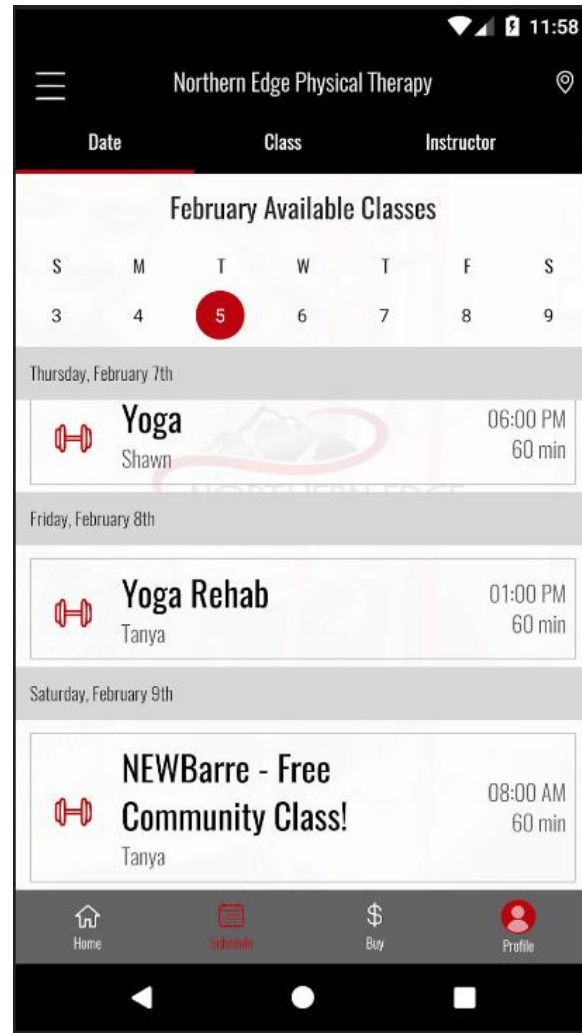 11:58
Northern Edge Physical Therapy
Date Class Instructor
February Available Classes
S M T W T F S
3 4 5 6 7 8 9
Thursday, February 7th
Yoga 06:00 PM
Shawn 60 min
NORTHERN EDGE
Friday, February 8th
Yoga Rehab 01:00 PM
Tanya 60 min
Saturday, February 9th
NEWBarre - Free
Community Class!
08:00 AM
60 min
Tanya
Home Schedule Buy Profile